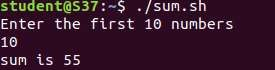 student@S37:~$ ./sum.sh
Enter the first 10 numbers
10
sum is 55